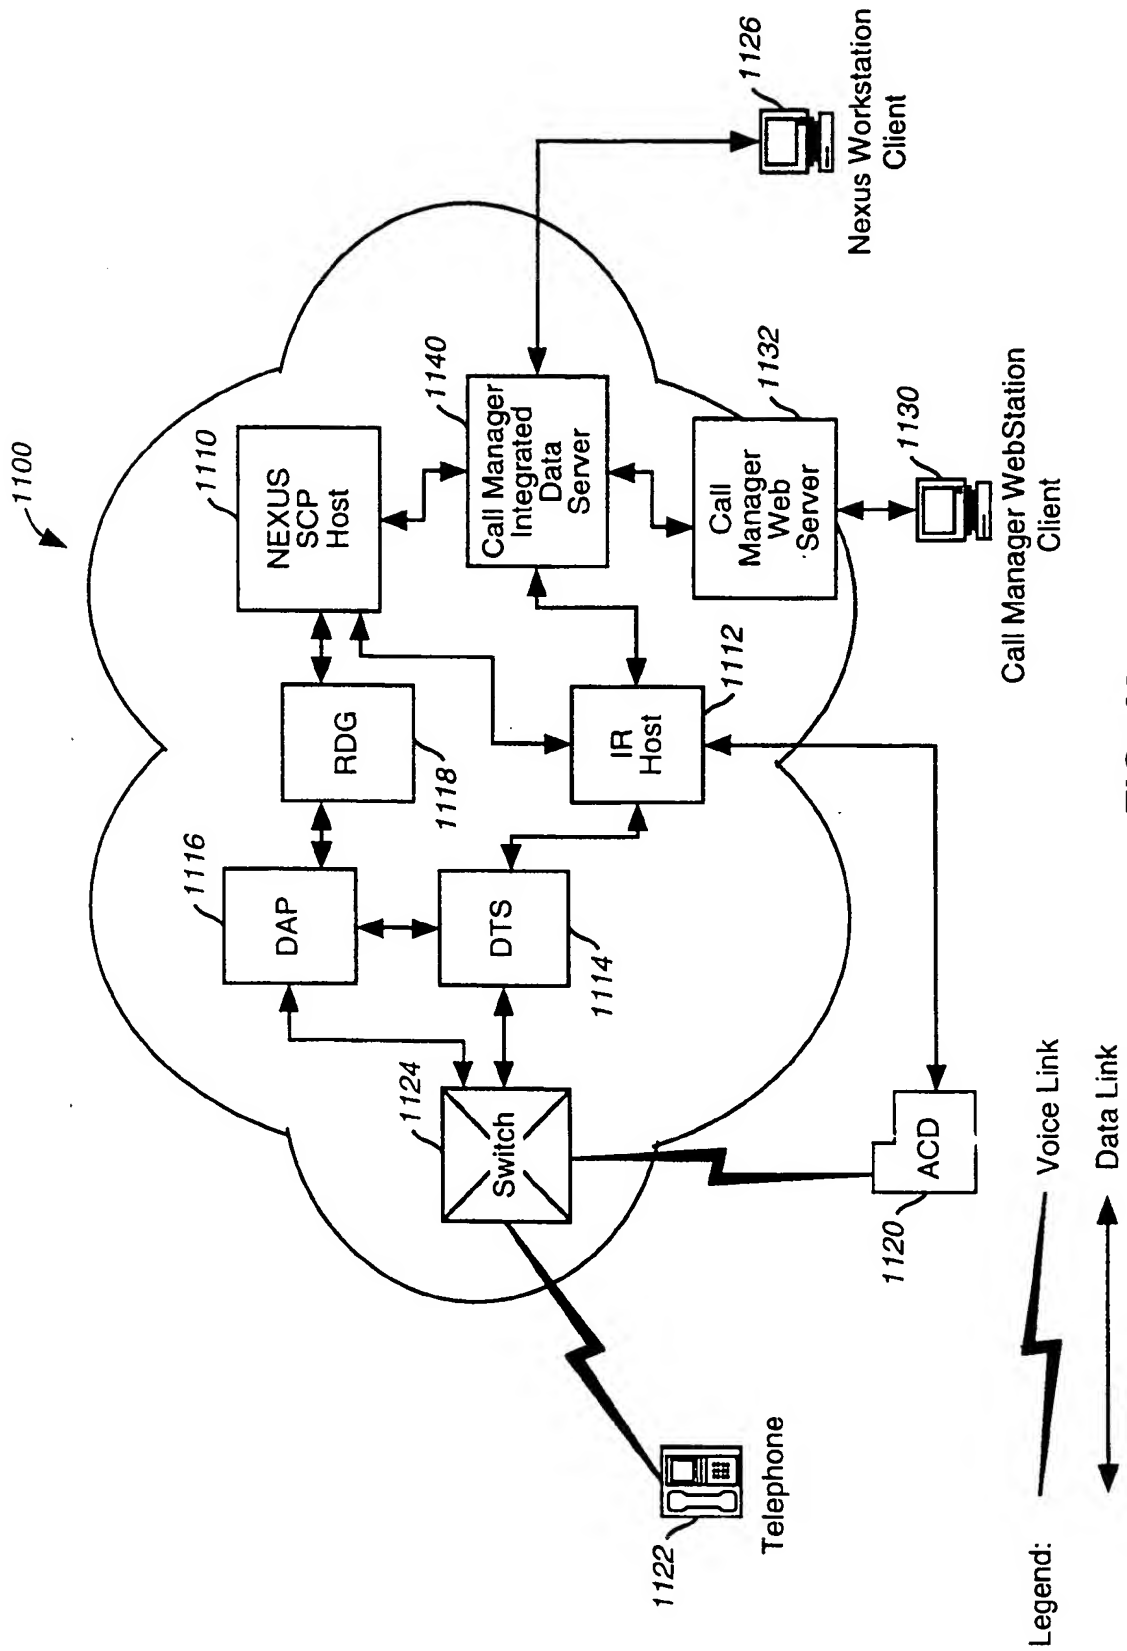 1100
1110
NEXUS
SCP
Host
1140
Call Manager
Integrated
Data
Server
1126
Nexus Workstation
Client
1132
Call
Manager
Web
Server
1130
Call Manager WebStation
Client
RDG
1118
IR
Host
1112
1116
DAP
DTS
1114
1124
Switch
ACD
1120
1122
Telephone
Legend:
Voice Link
Data Link